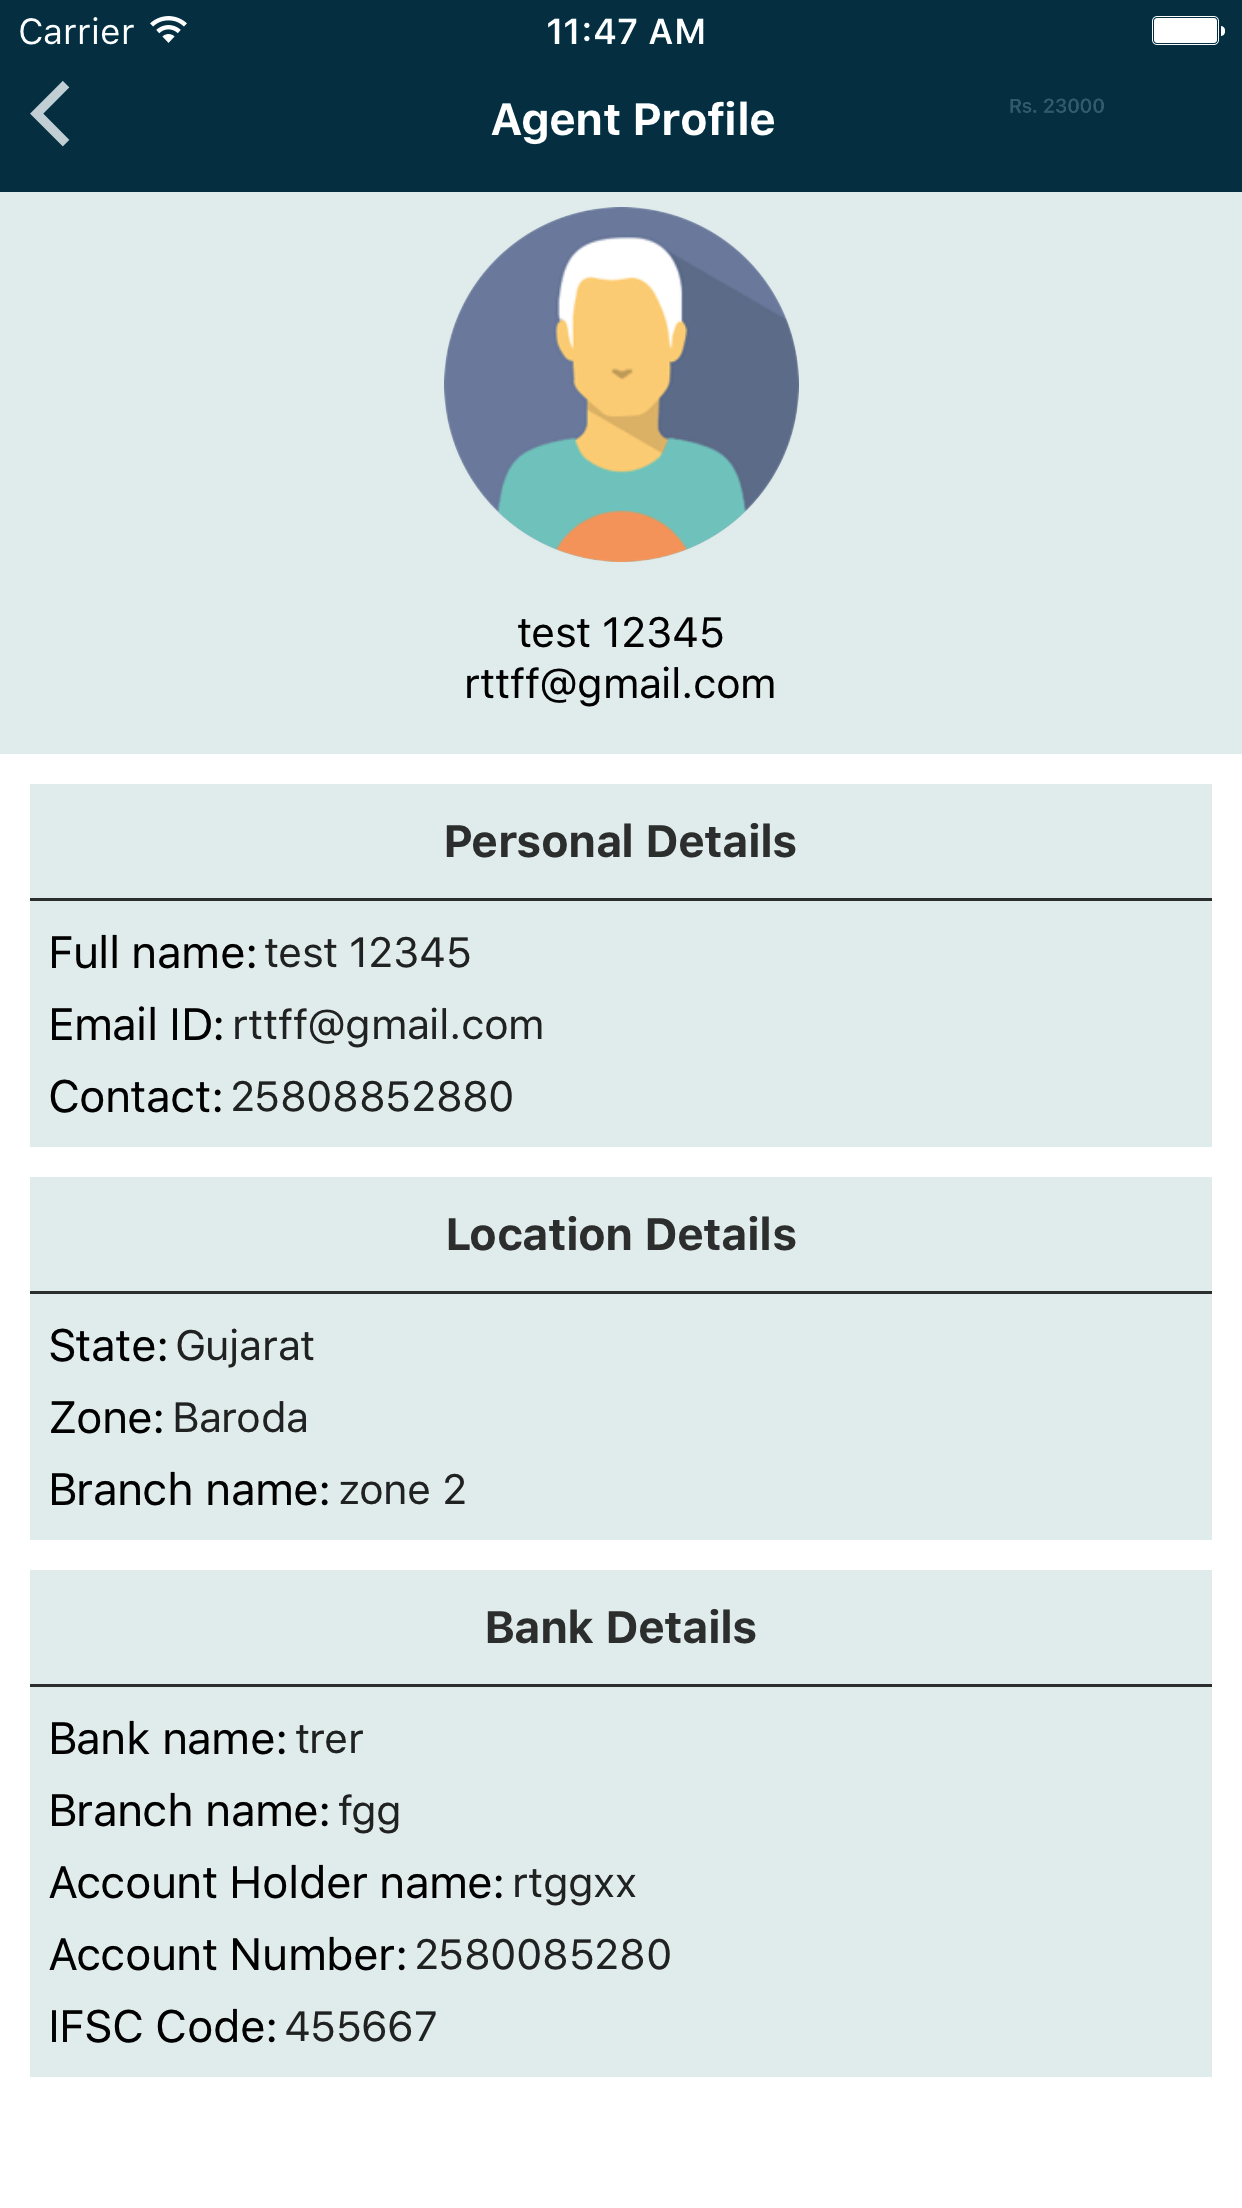 Carrier 11:47 AM
Agent Profile Rs. 23000
test 12345
rttff@gmail.com
Personal Details
Full name: test 12345
Email ID: rttff@gmail.com
Contact: 25808852880
Location Details
State: Gujarat
Zone: Baroda
Branch name: zone 2
Bank Details
Bank name: trer
Branch name: fgg
Account Holder name: rtggxx
Account Number: 2580085280
IFSC Code: 455667